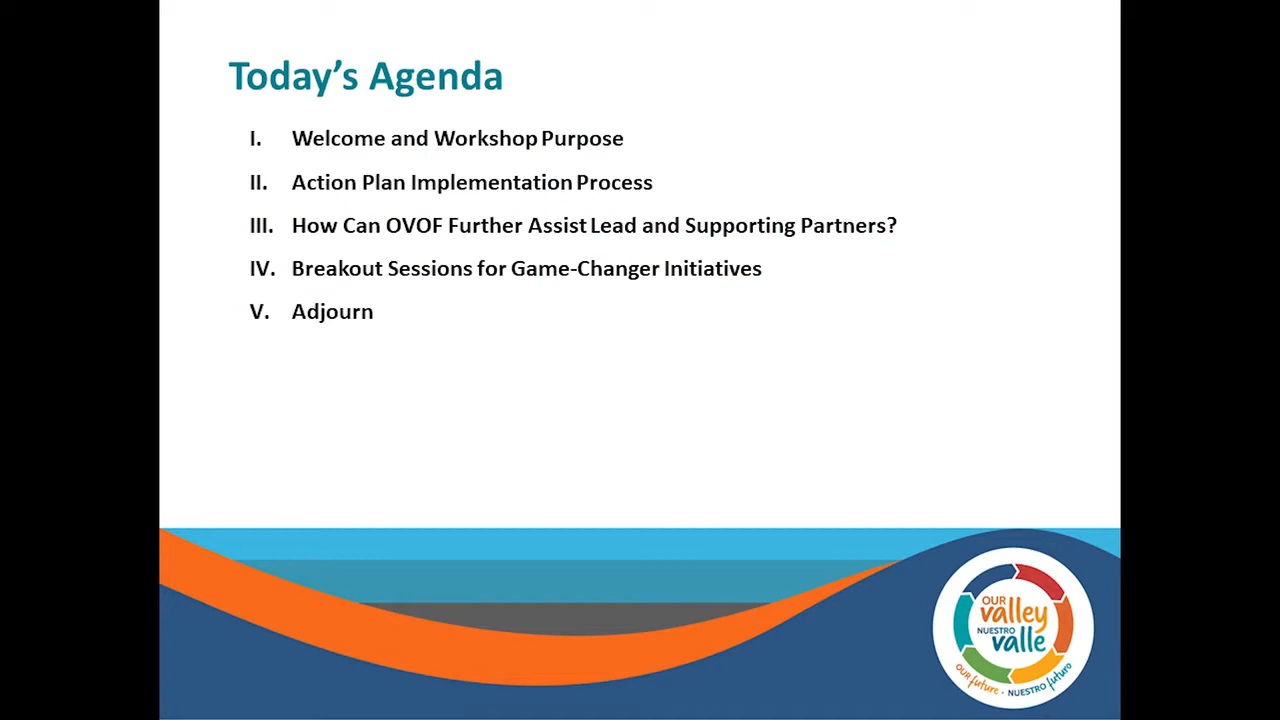 Today's Agenda
I. Welcome and Workshop Purpose
II. Action Plan Implementation Process
III. How Can OVOF Further Assist Lead and Supporting Partners?
IV. Breakout Sessions for Game-Changer Initiatives
V. Adjourn
OUR
valley
NUESTRO
valle
OUR future · NUESTRO futuro